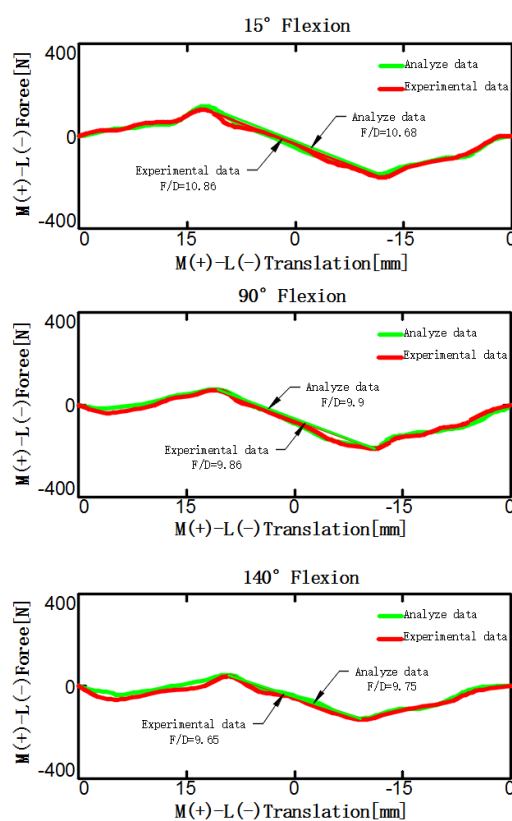 15° Flexion
M(+)-L(-)Foree[N]
400
0
-400
Analyze data
Experimental data
Analyze data
F/D=10.68
Experimental data
F/D=10.86
0 15 0 -15 0
M(+)-L(-)Translation[mm]
90° Flexion
M(+)-L(-)Foree[N]
400
0
-400
Analyze data
Experimental data
Analyze data
F/D=9.9
Experimental data
F/D=9.86
0 15 0 -15 0
M(+)-L(-)Translation[mm]
140° Flexion
M(+)-L(-)Foree[N]
400
0
-400
Analyze data
Experimental data
Analyze data
F/D=9.75
Experimental data
F/D=9.65
0 15 0 -15 0
M(+)-L(-)Translation[mm]